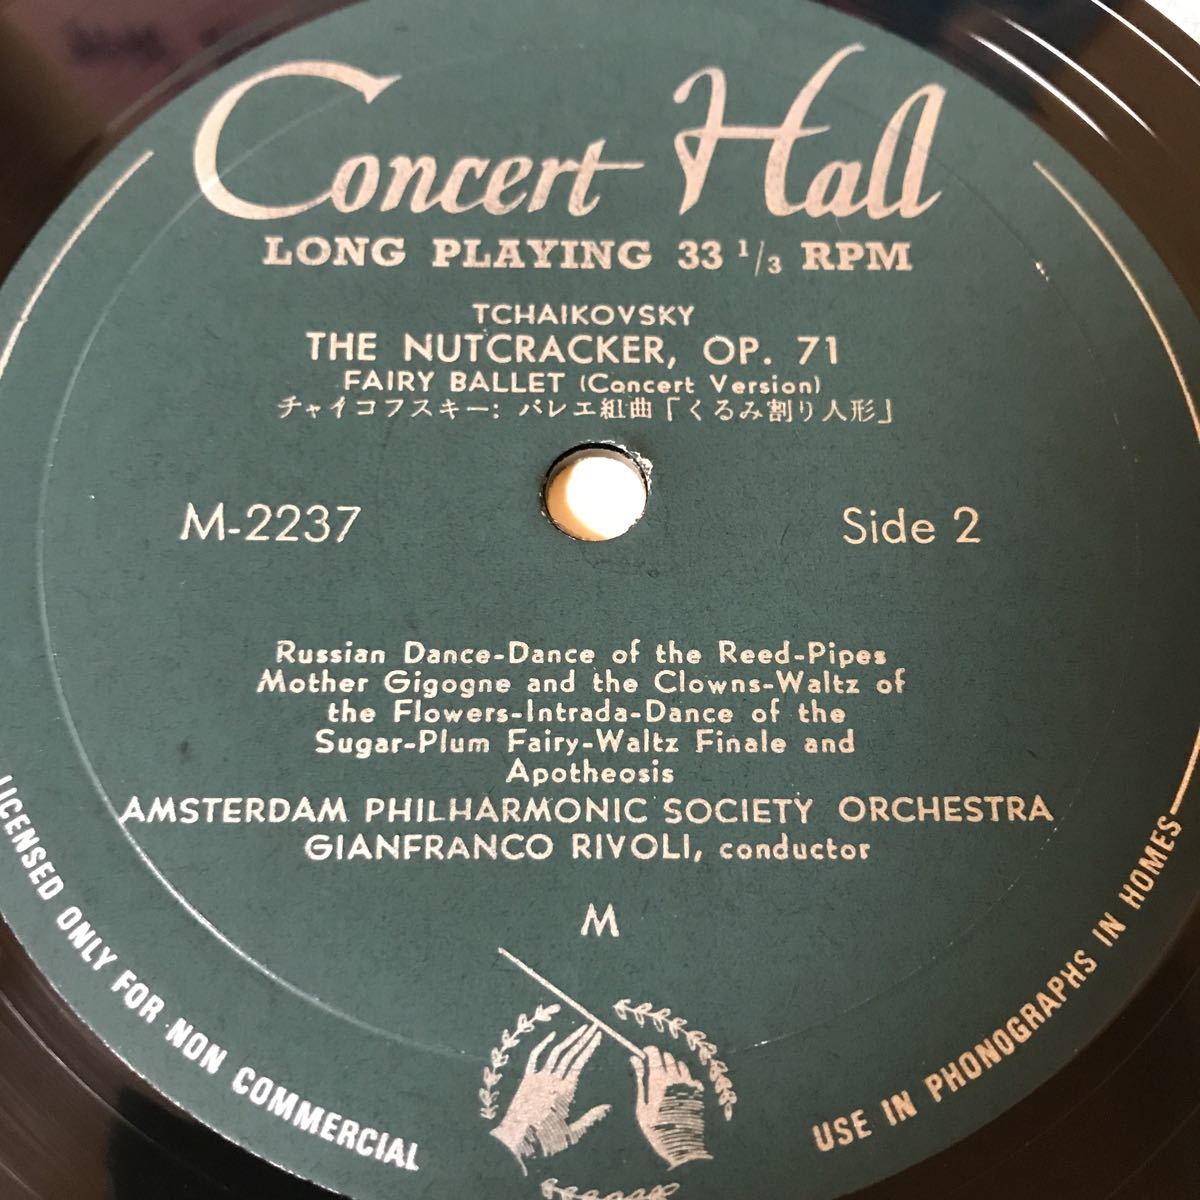 Concert Hall
LONG PLAYING 33 1/3 RPM
TCHAIKOVSKY
THE NUTCRACKER, OP. 71
FAIRY BALLET (Concert Version)
チャイコフスキー: バレエ組曲「くるみ割り人形」
M-2237
Side 2
Russian Dance-Dance of the Reed-Pipes
Mother Gigogne and the Clowns-Waltz of
the Flowers-Intrada-Dance of the
Sugar-Plum Fairy-Waltz Finale and
Apotheosis
AMSTERDAM PHILHARMONIC SOCIETY ORCHESTRA
GIANFRANCO RIVOLI, conductor
M
LICENSED ONLY FOR NON COMMERCIAL USE IN PHONOGRAPHS IN HOMES